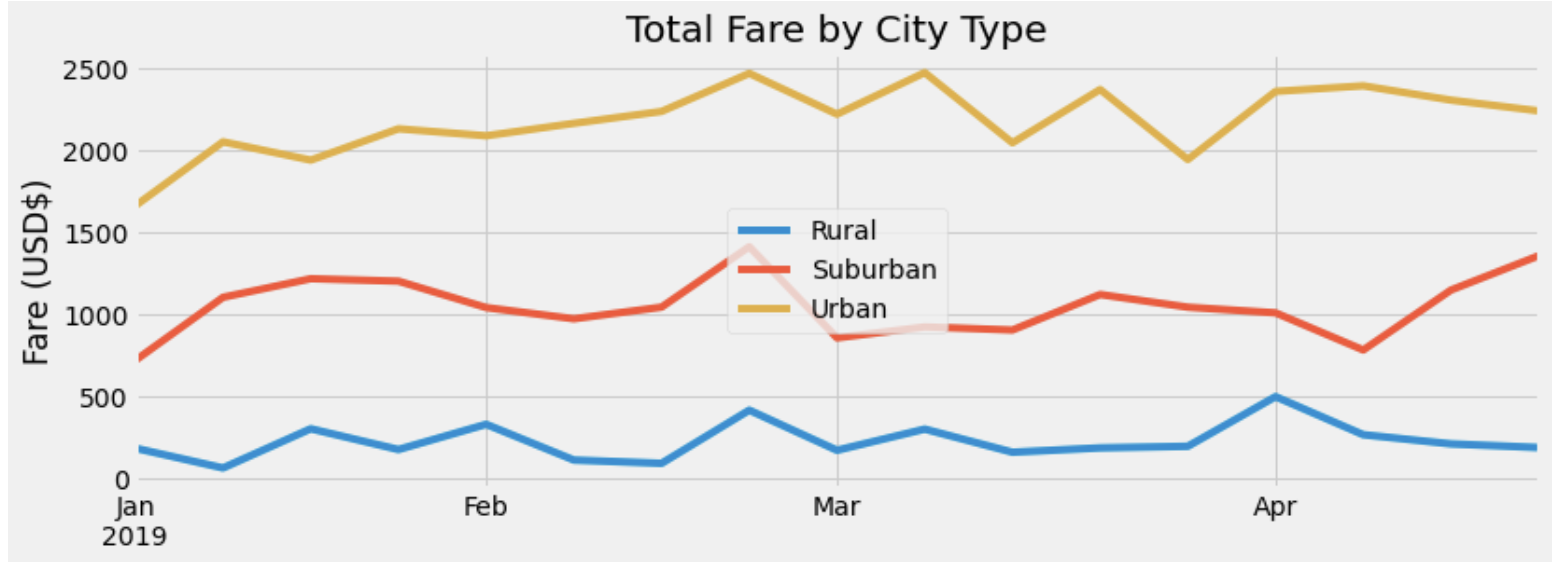 Total Fare by City Type
Fare (USD$)
2500
2000
1500
1000
500
0
Rural
Suburban
Urban
Jan Feb Mar Apr
2019